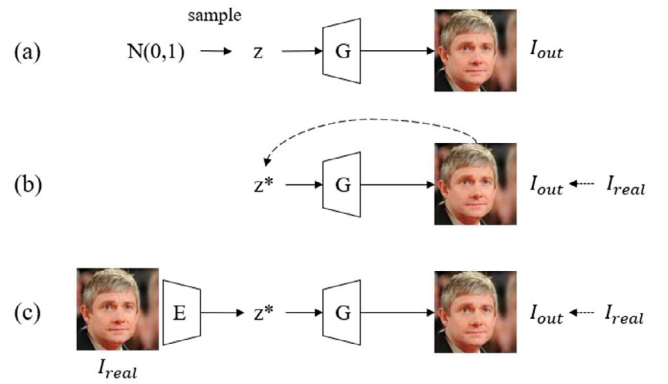 sample
(a) N(0,1) z G I_out
(b) z* G I_out I_real
(c) E z* G I_out I_real
I_real